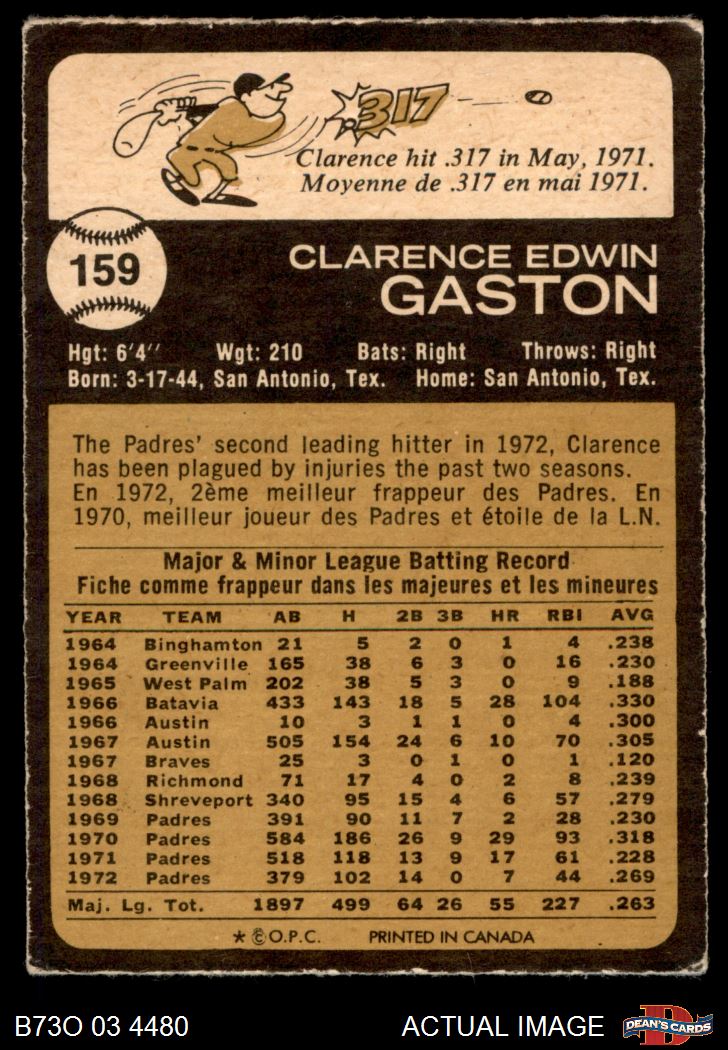 .317
Clarence hit .317 in May, 1971.
Moyenne de .317 en mai 1971.
159
CLARENCE EDWIN
GASTON
Hgt: 6'4'' Wgt: 210 Bats: Right Throws: Right
Born: 3-17-44, San Antonio, Tex. Home: San Antonio, Tex.
The Padres' second leading hitter in 1972, Clarence
has been plagued by injuries the past two seasons.
En 1972, 2ème meilleur frappeur des Padres. En
1970, meilleur joueur des Padres et étoile de la L.N.
Major & Minor League Batting Record
Fiche comme frappeur dans les majeures et les mineures
YEAR TEAM AB H 2B 3B HR RBI AVG
1964 Binghamton 21 5 2 0 1 4 .238
1964 Greenville 165 38 6 3 0 16 .230
1965 West Palm 202 38 5 3 0 9 .188
1966 Batavia 433 143 18 5 28 104 .330
1966 Austin 10 3 1 1 0 4 .300
1967 Austin 505 154 24 6 10 70 .305
1967 Braves 25 3 0 1 0 1 .120
1968 Richmond 71 17 4 0 2 8 .239
1968 Shreveport 340 95 15 4 6 57 .279
1969 Padres 391 90 11 7 2 28 .230
1970 Padres 584 186 26 9 29 93 .318
1971 Padres 518 118 13 9 17 61 .228
1972 Padres 379 102 14 0 7 44 .269
Maj. Lg. Tot. 1897 499 64 26 55 227 .263
* © O.P.C. PRINTED IN CANADA
B73O 03 4480 ACTUAL IMAGE D DEAN'S CARDS